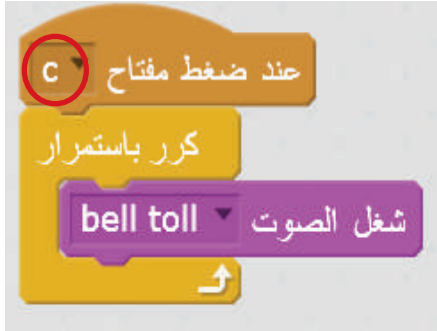 عند ضغط مفتاح c
كرر باستمرار
شغل الصوت bell toll